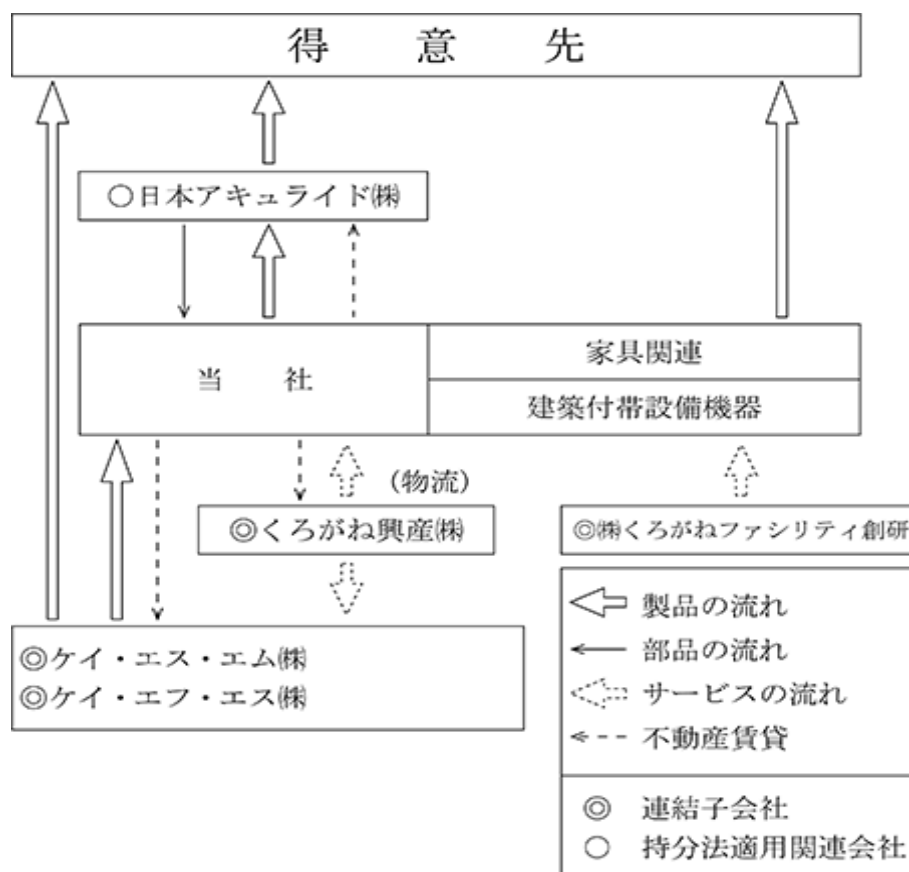 得　意　先
○日本アキュライド㈱
当　社
家具関連
建築付帯設備機器
(物流)
◎くろがね興産㈱
◎㈱くろがねファシリティ創研
◎ケイ・エス・エム㈱
◎ケイ・エフ・エス㈱
製品の流れ
部品の流れ
サービスの流れ
不動産賃貸
◎　連結子会社
○　持分法適用関連会社